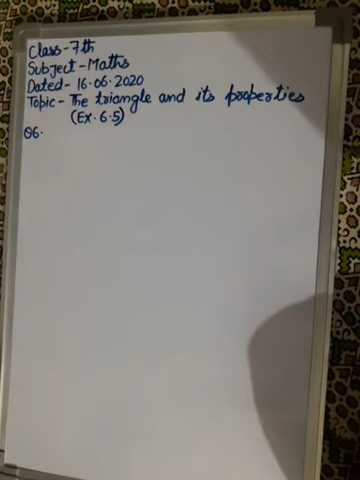 Class-7th
Subject-Maths
Dated-16.06.2020
Topic-The triangle and its properties
(Ex.6.5)
Q6.